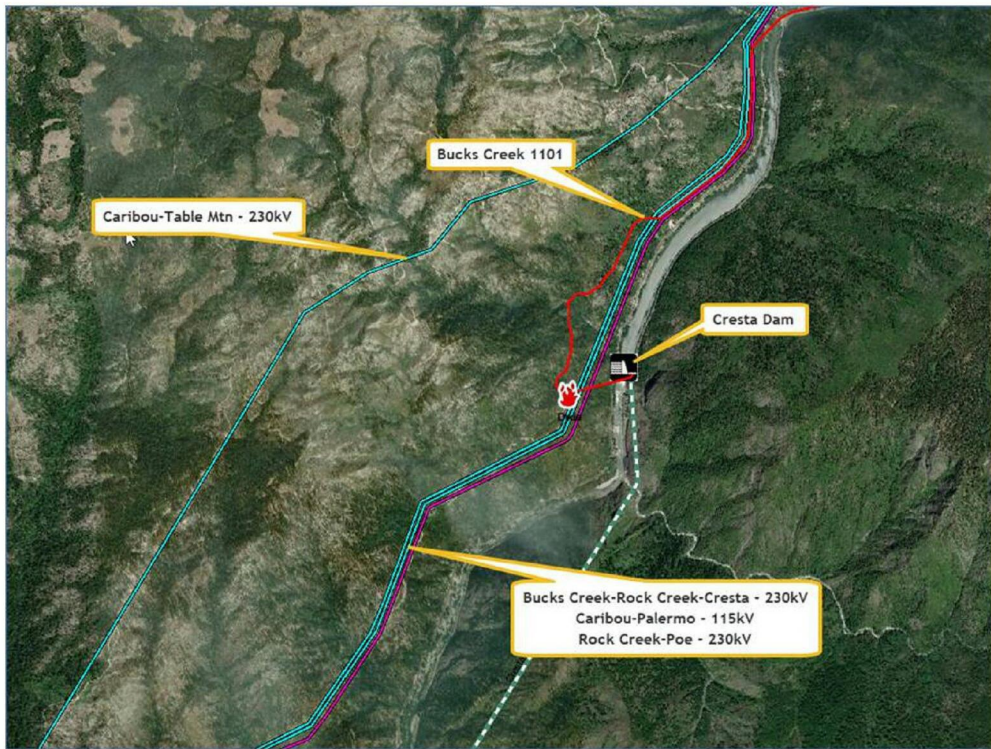 Bucks Creek 1101
Caribou-Table Mtn - 230kV
Cresta Dam
Bucks Creek-Rock Creek-Cresta - 230kV
Caribou-Palermo - 115kV
Rock Creek-Poe - 230kV